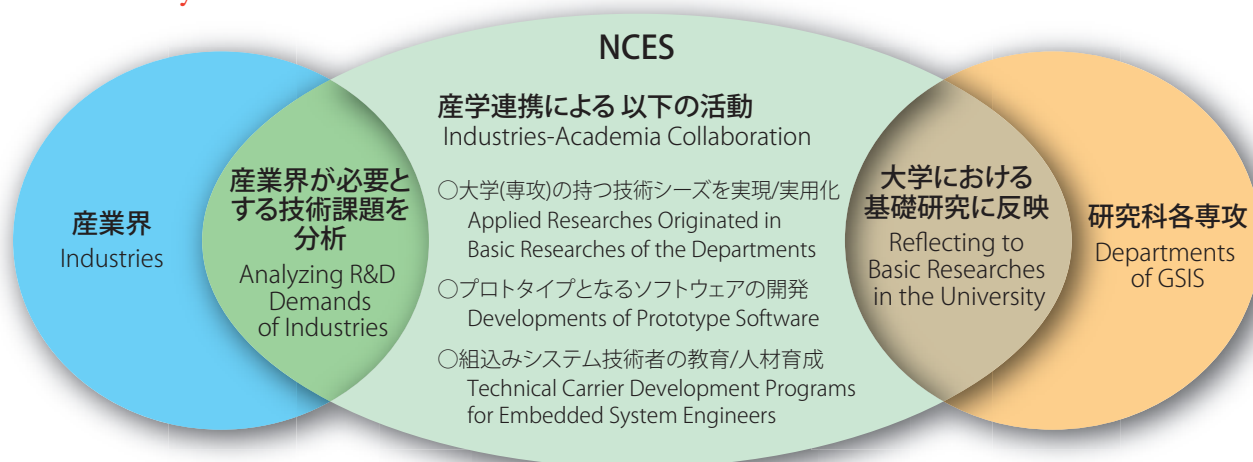 NCES
産学連携による 以下の活動
Industries-Academia Collaboration
○大学(専攻)の持つ技術シーズを実現/実用化
Applied Researches Originated in
Basic Researches of the Departments
○プロトタイプとなるソフトウェアの開発
Developments of Prototype Software
○組込みシステム技術者の教育/人材育成
Technical Carrier Development Programs
for Embedded System Engineers
産業界
Industries
産業界が必要と
する技術課題を
分析
Analyzing R&D
Demands
of Industries
大学における
基礎研究に反映
Reflecting to
Basic Researches
in the University
研究科各専攻
Departments
of GSIS